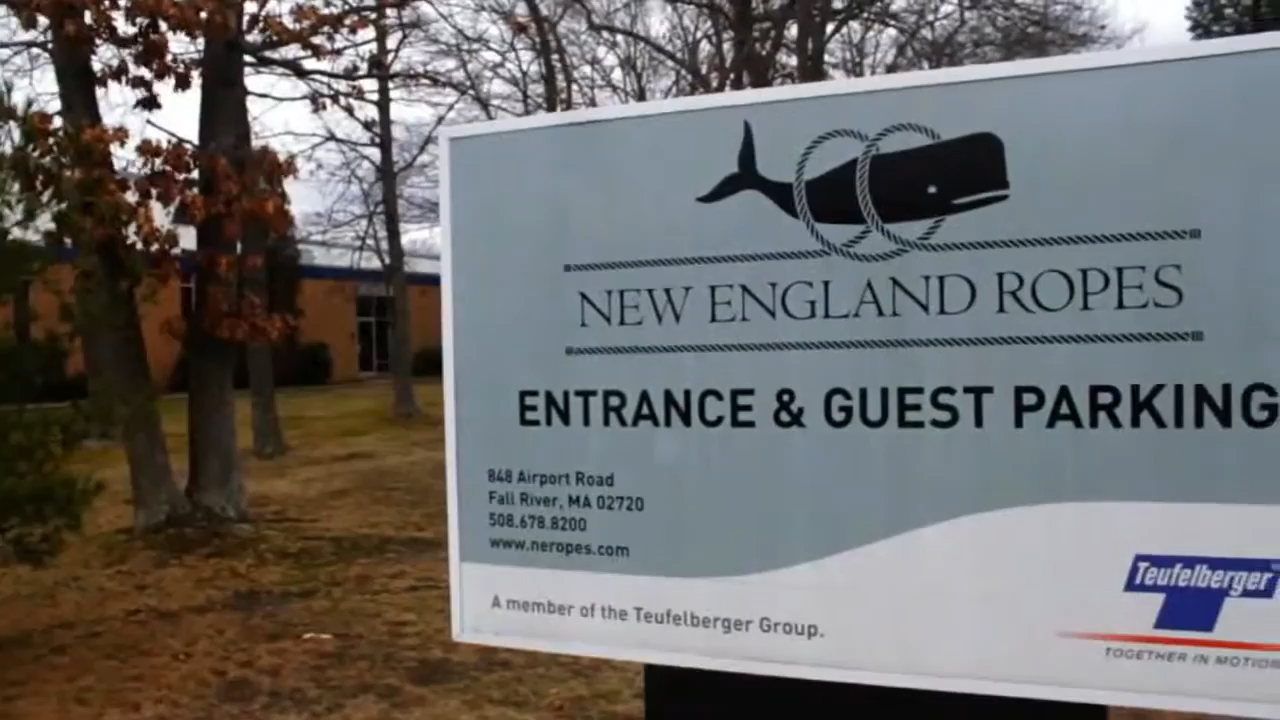 NEW ENGLAND ROPES
ENTRANCE & GUEST PARKING
848 Airport Road
Fall River, MA 02720
508.678.8200
www.neropes.com
A member of the Teufelberger Group.
Teufelberger
TOGETHER IN MOTION